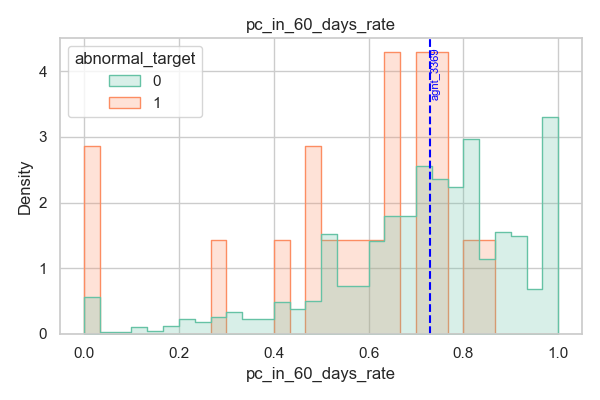 pc_in_60_days_rate
abnormal_target
0
1
agnt_3369
Density
4
3
2
1
0
0.0 0.2 0.4 0.6 0.8 1.0
pc_in_60_days_rate